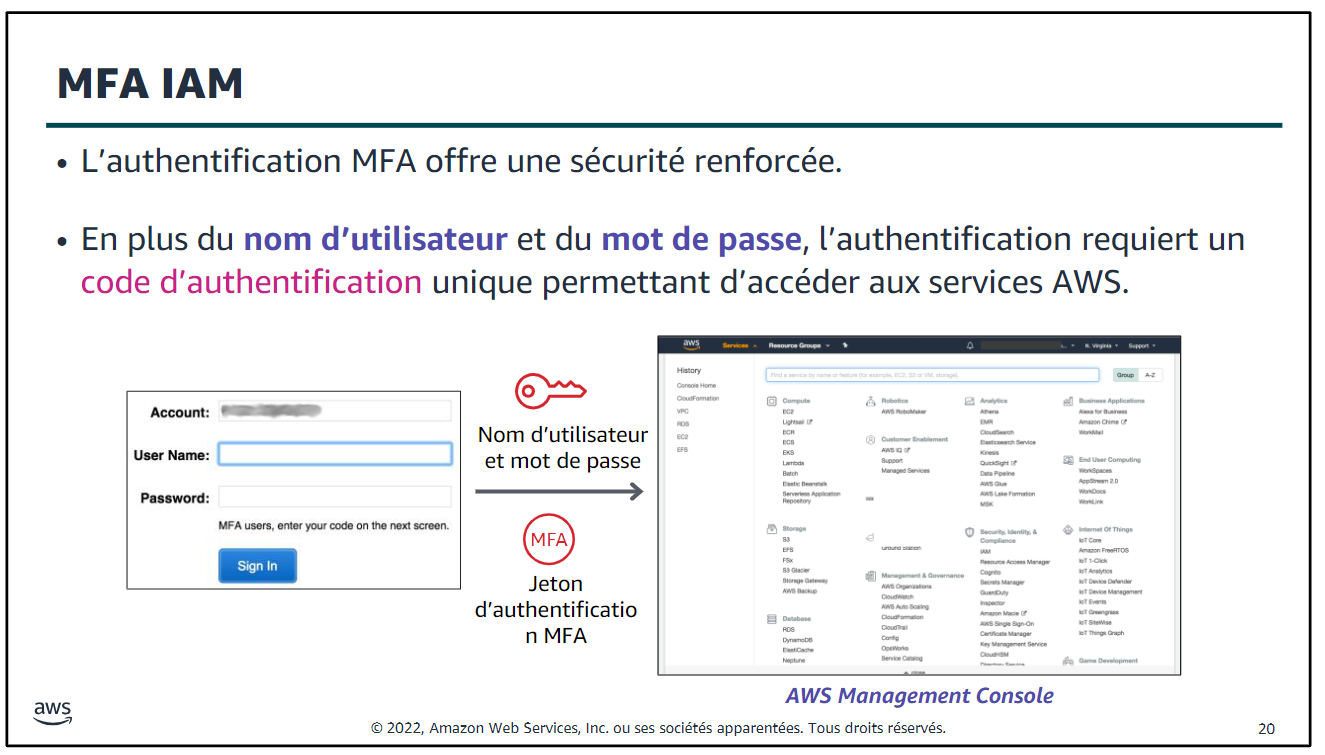 MFA IAM
• L'authentification MFA offre une sécurité renforcée.
• En plus du nom d'utilisateur et du mot de passe, l'authentification requiert un
code d'authentification unique permettant d'accéder aux services AWS.
Account:
User Name:
Password:
MFA users, enter your code on the next screen.
Sign In
Nom d'utilisateur
et mot de passe
MFA
Jeton
d'authentificatio
n MFA
aws
Services
Resource Groups
N. Virginia
Support
History
Console Home
CloudFormation
VPC
RDS
EC2
EFS
Find a service by name or feature (for example, EC2, S3 or VM, storage).
Group
A-Z
Compute
EC2
Lightsail
ECR
ECS
EKS
Lambda
Batch
Elastic Beanstalk
Serverless Application
Repository
Storage
S3
EFS
FSx
S3 Glacier
Storage Gateway
AWS Backup
Database
RDS
DynamoDB
ElastiCache
Neptune
Robotics
AWS RoboMaker
Customer Enablement
AWS IQ
Support
Managed Services
Ground Station
Management & Governance
AWS Organizations
CloudWatch
AWS Auto Scaling
CloudFormation
CloudTrail
Config
OpsWorks
Service Catalog
Analytics
Athena
EMR
CloudSearch
Elasticsearch Service
Kinesis
QuickSight
Data Pipeline
AWS Glue
AWS Lake Formation
MSK
Security, Identity, &
Compliance
IAM
Resource Access Manager
Cognito
Secrets Manager
GuardDuty
Inspector
Amazon Macie
AWS Single Sign-On
Certificate Manager
Key Management Service
CloudHSM
Directory Service
Business Applications
Alexa for Business
Amazon Chime
WorkMail
End User Computing
WorkSpaces
AppStream 2.0
WorkDocs
WorkLink
Internet Of Things
IoT Core
Amazon FreeRTOS
IoT 1-Click
IoT Analytics
IoT Device Defender
IoT Device Management
IoT Events
IoT Greengrass
IoT SiteWise
IoT Things Graph
Game Development
AWS Management Console
aws
© 2022, Amazon Web Services, Inc. ou ses sociétés apparentées. Tous droits réservés.
20